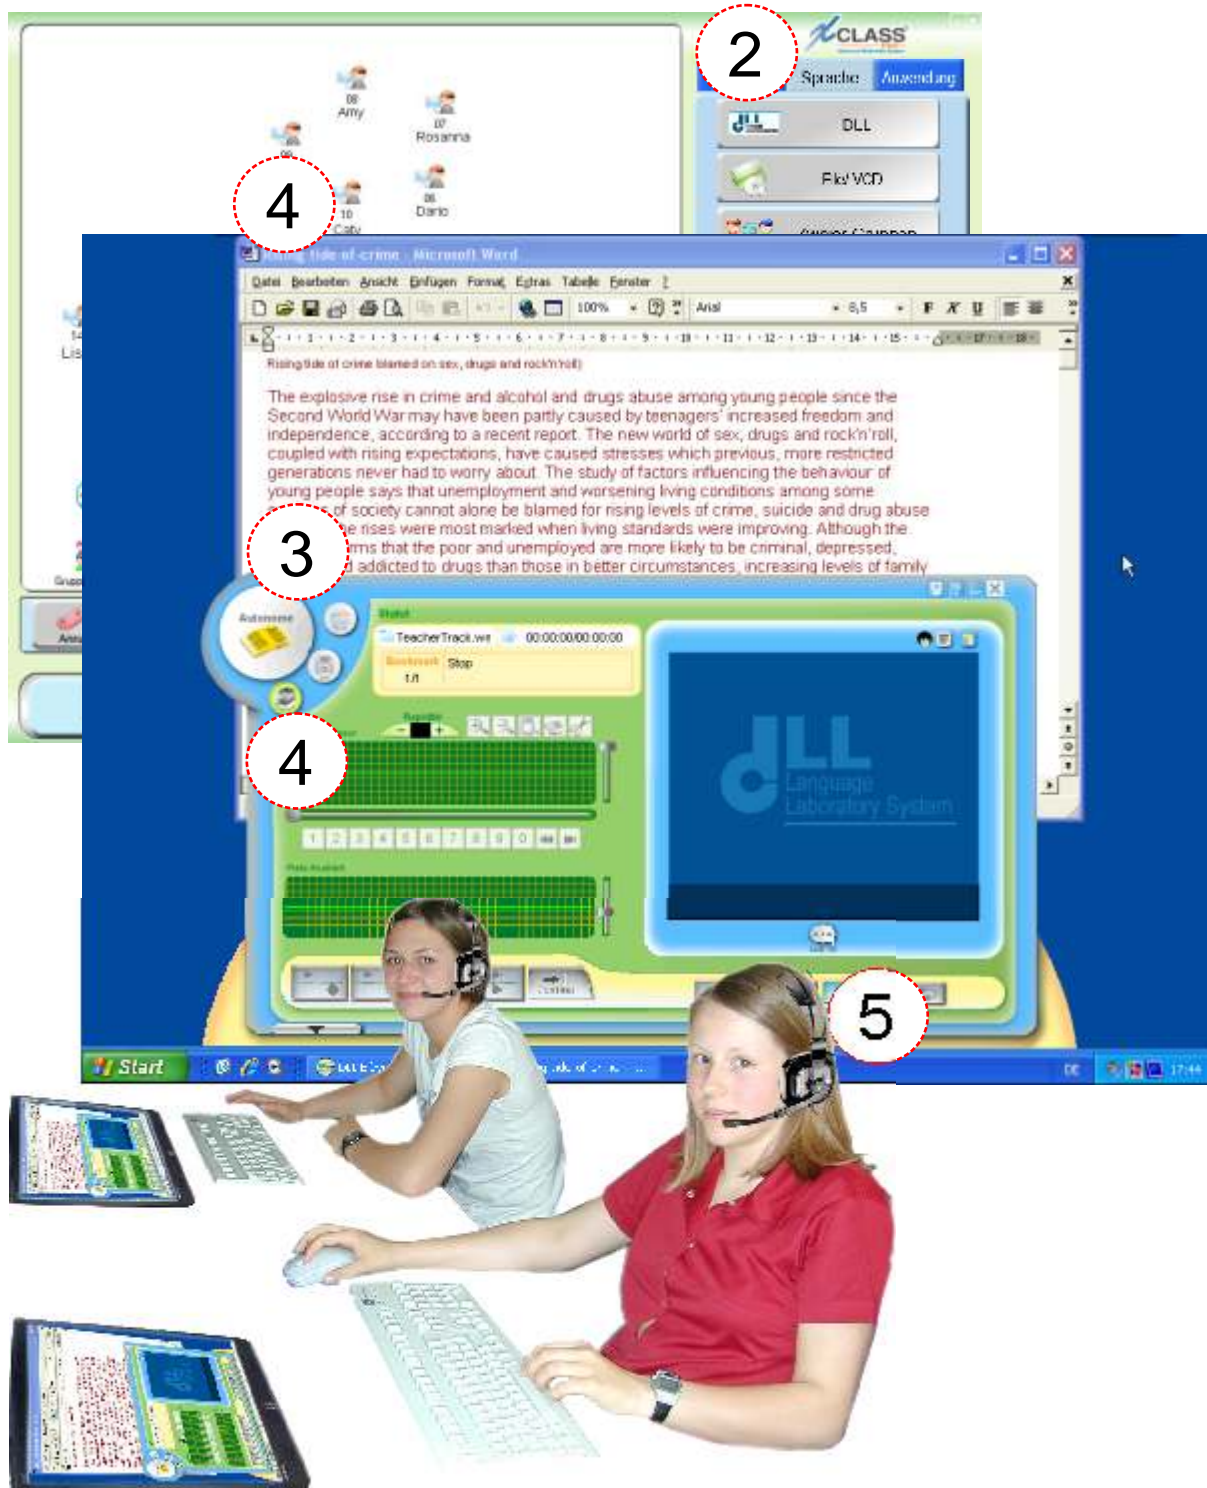 2
CLASS
Sprache
Anwendung
08
Amy
07
Rosanna
DLL
File/ VCD
4
10
Caty
06
Dario
Rising tide of crime - Microsoft Word
Datei Bearbeiten Ansicht Einfügen Format Extras Tabelle Fenster ?
100%
Arial
8,5
F K U
Rising tide of crime blamed on sex, drugs and rock'n'roll)
The explosive rise in crime and alcohol and drugs abuse among young people since the
Second World War may have been partly caused by teenagers' increased freedom and
independence, according to a recent report. The new world of sex, drugs and rock'n'roll,
coupled with rising expectations, have caused stresses which previous, more restricted
generations never had to worry about. The study of factors influencing the behaviour of
young people says that unemployment and worsening living conditions among some
of society cannot alone be blamed for rising levels of crime, suicide and drug abuse
rises were most marked when living standards were improving. Although the
that the poor and unemployed are more likely to be criminal, depressed,
addicted to drugs than those in better circumstances, increasing levels of family
3
Autonome
TeacherTrack.wa
00:00:00/00:00:00
Bookmark
Stop
1/1
4
1 2 3 4 5 6 7 8 9 0
dLL
Language
Laboratory System
5
Start
DE
17:44